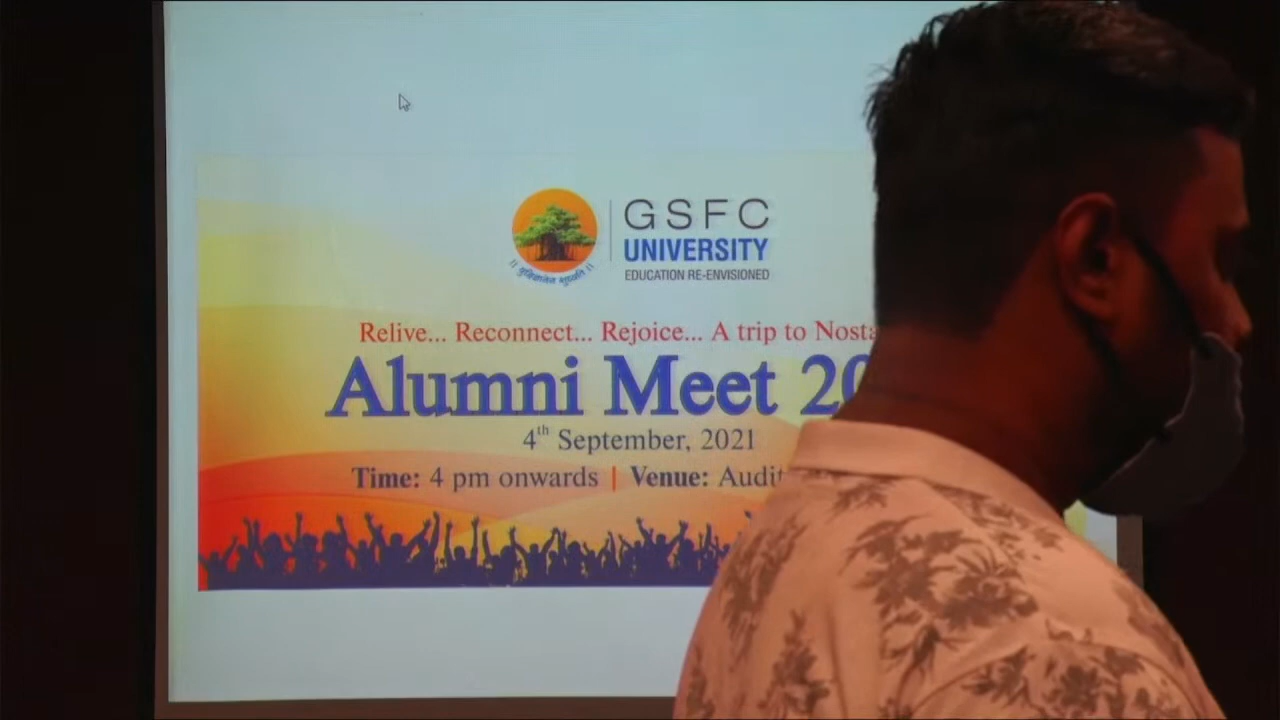 GSFC
UNIVERSITY
EDUCATION RE-ENVISIONED
Relive... Reconnect... Rejoice... A trip to Nosta
Alumni Meet 20
4th September, 2021
Time: 4 pm onwards | Venue: Audit